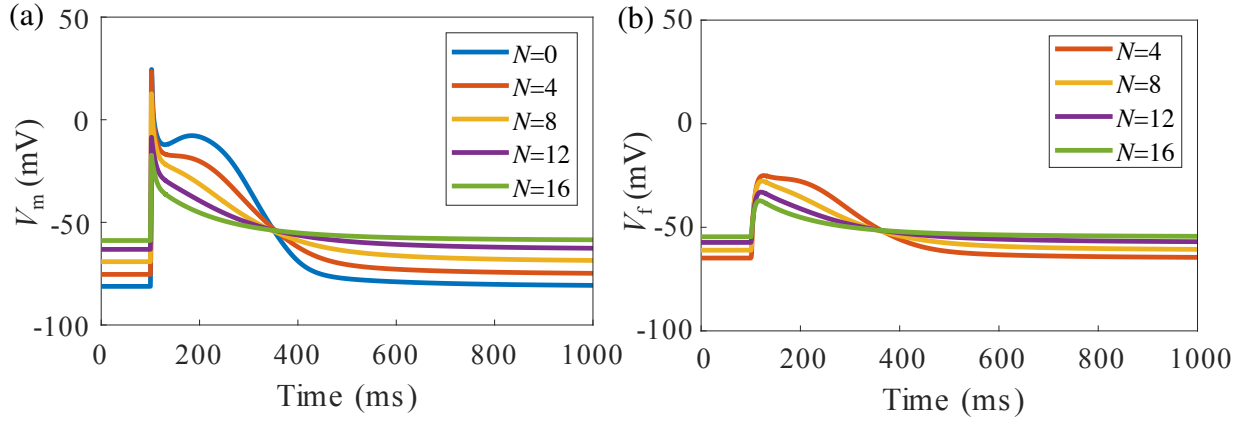 (a)
50
0
-50
-100
V_m (mV)
N=0
N=4
N=8
N=12
N=16
0 200 400 600 800 1000
Time (ms)
(b)
50
0
-50
-100
V_f (mV)
N=4
N=8
N=12
N=16
0 200 400 600 800 1000
Time (ms)